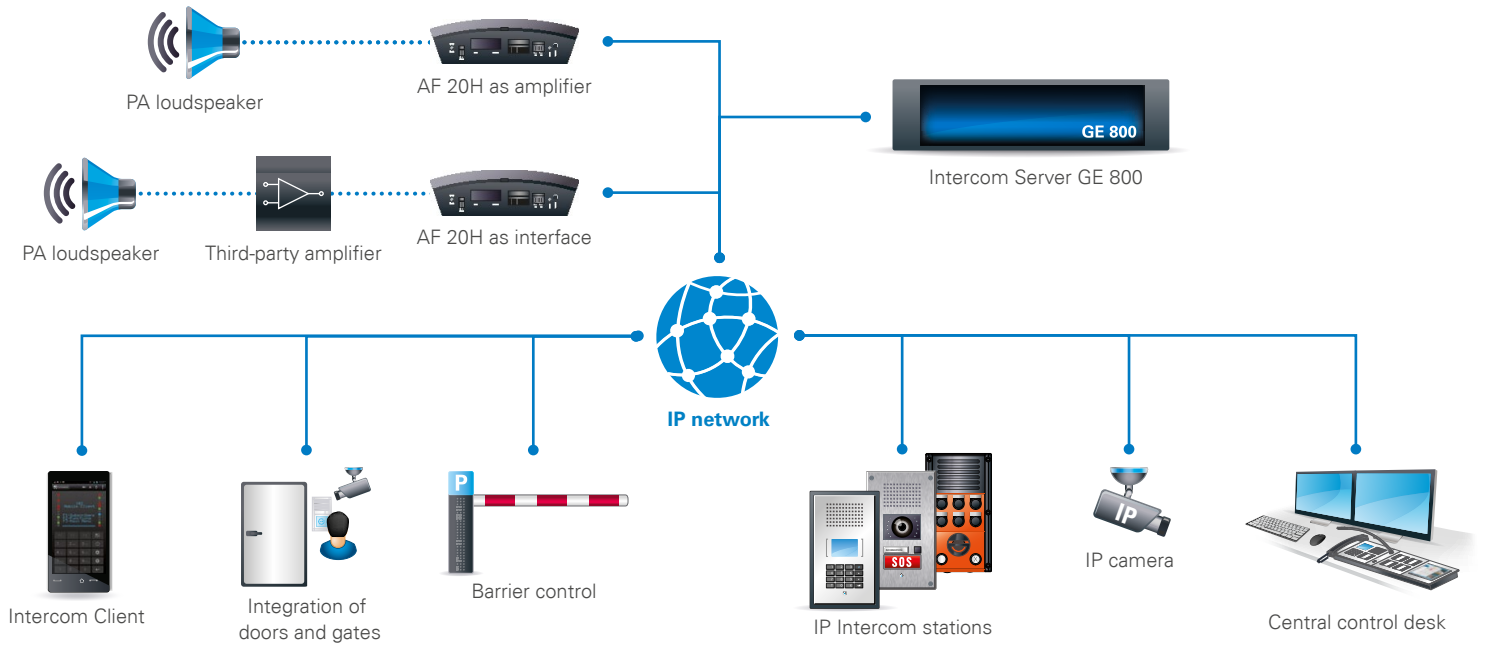 PA loudspeaker
AF 20H as amplifier
GE 800
Intercom Server GE 800
PA loudspeaker
Third-party amplifier
AF 20H as interface
IP network
P
SOS
IP
Intercom Client
Integration of
doors and gates
Barrier control
IP Intercom stations
IP camera
Central control desk